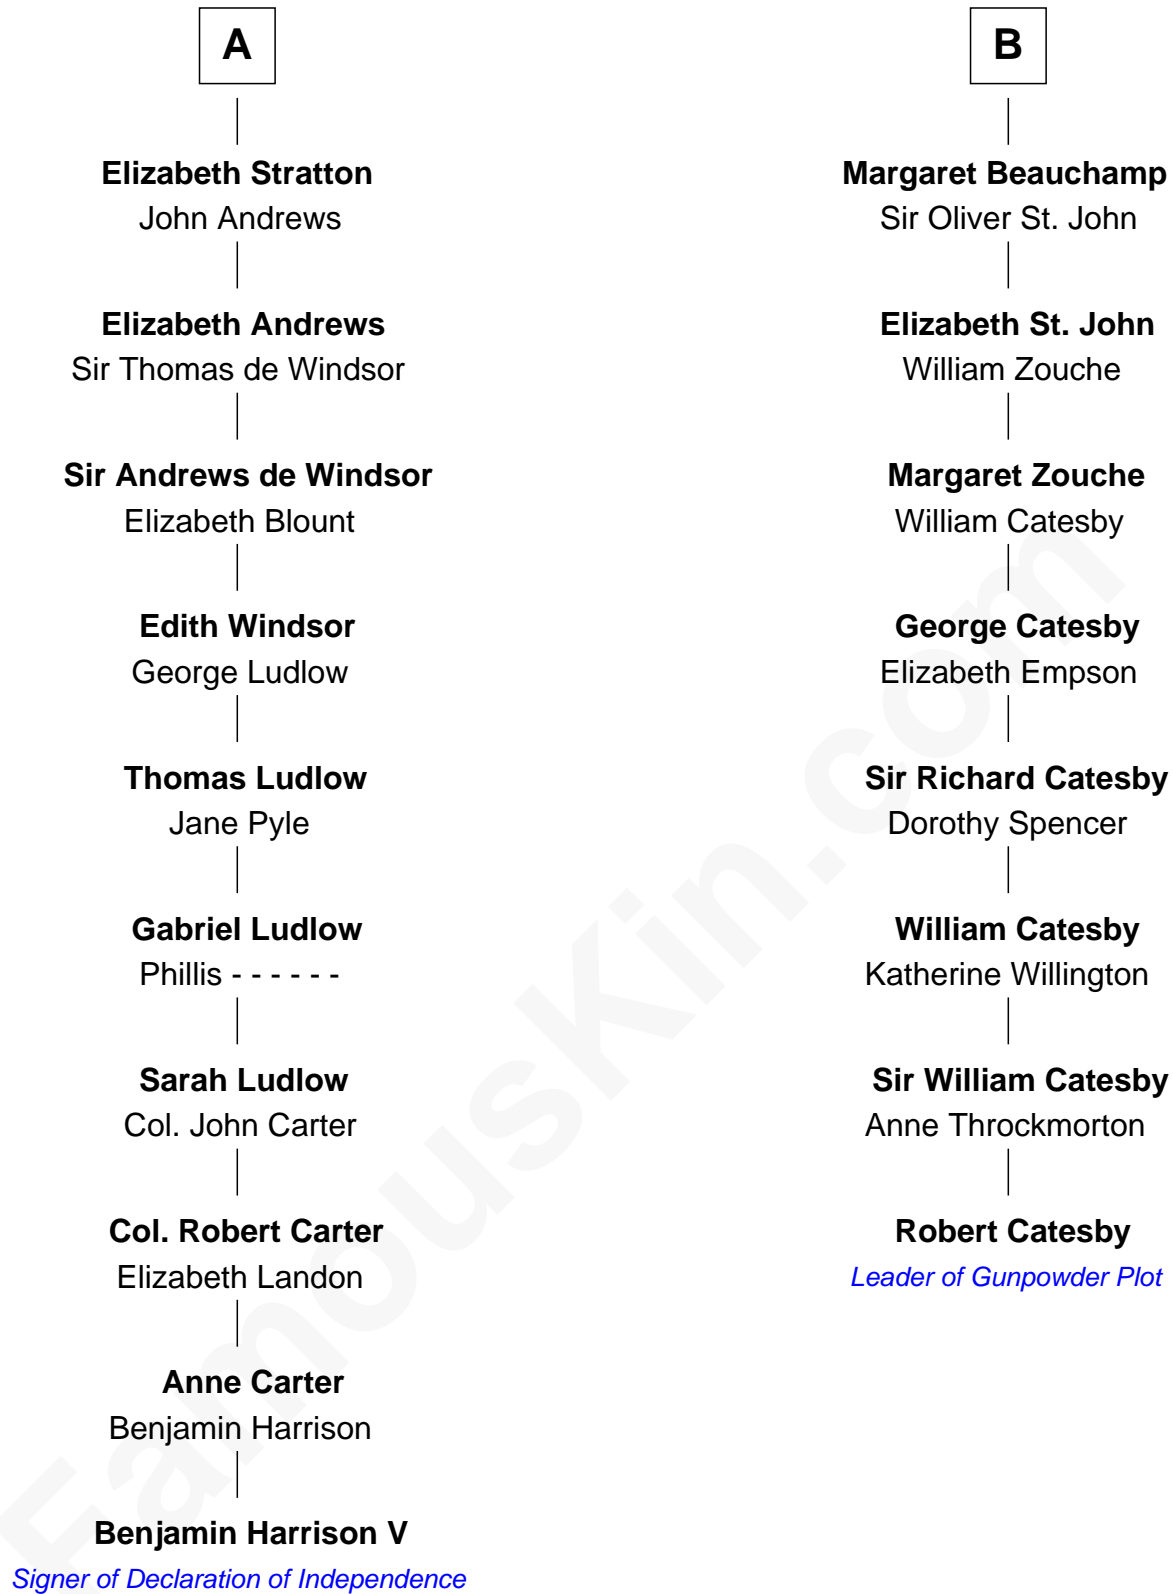 A
Elizabeth Stratton
John Andrews
Elizabeth Andrews
Sir Thomas de Windsor
Sir Andrews de Windsor
Elizabeth Blount
Edith Windsor
George Ludlow
Thomas Ludlow
Jane Pyle
Gabriel Ludlow
Phillis - - - - - -
Sarah Ludlow
Col. John Carter
Col. Robert Carter
Elizabeth Landon
Anne Carter
Benjamin Harrison
Benjamin Harrison V
Signer of Declaration of Independence
B
Margaret Beauchamp
Sir Oliver St. John
Elizabeth St. John
William Zouche
Margaret Zouche
William Catesby
George Catesby
Elizabeth Empson
Sir Richard Catesby
Dorothy Spencer
William Catesby
Katherine Willington
Sir William Catesby
Anne Throckmorton
Robert Catesby
Leader of Gunpowder Plot
FamousKin.com